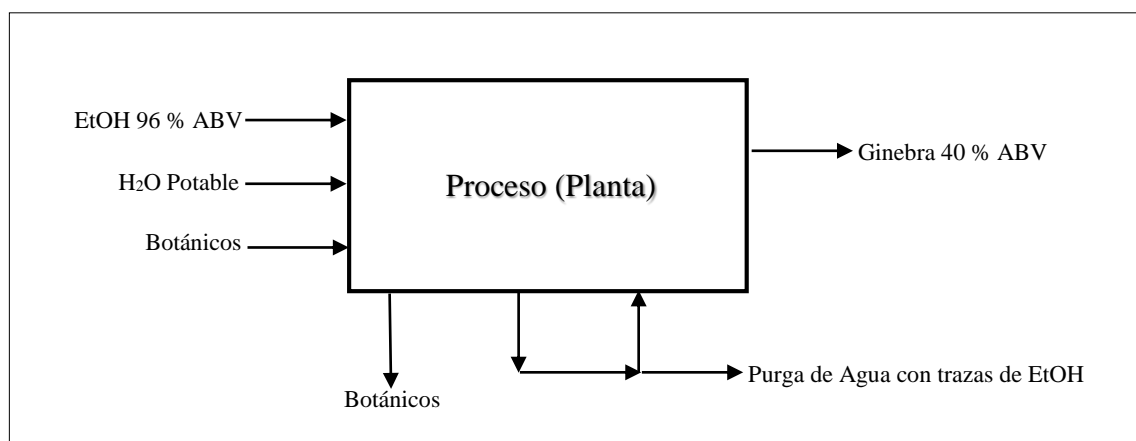 EtOH 96 % ABV
H₂O Potable
Botánicos
Proceso (Planta)
Ginebra 40 % ABV
Botánicos
Purga de Agua con trazas de EtOH